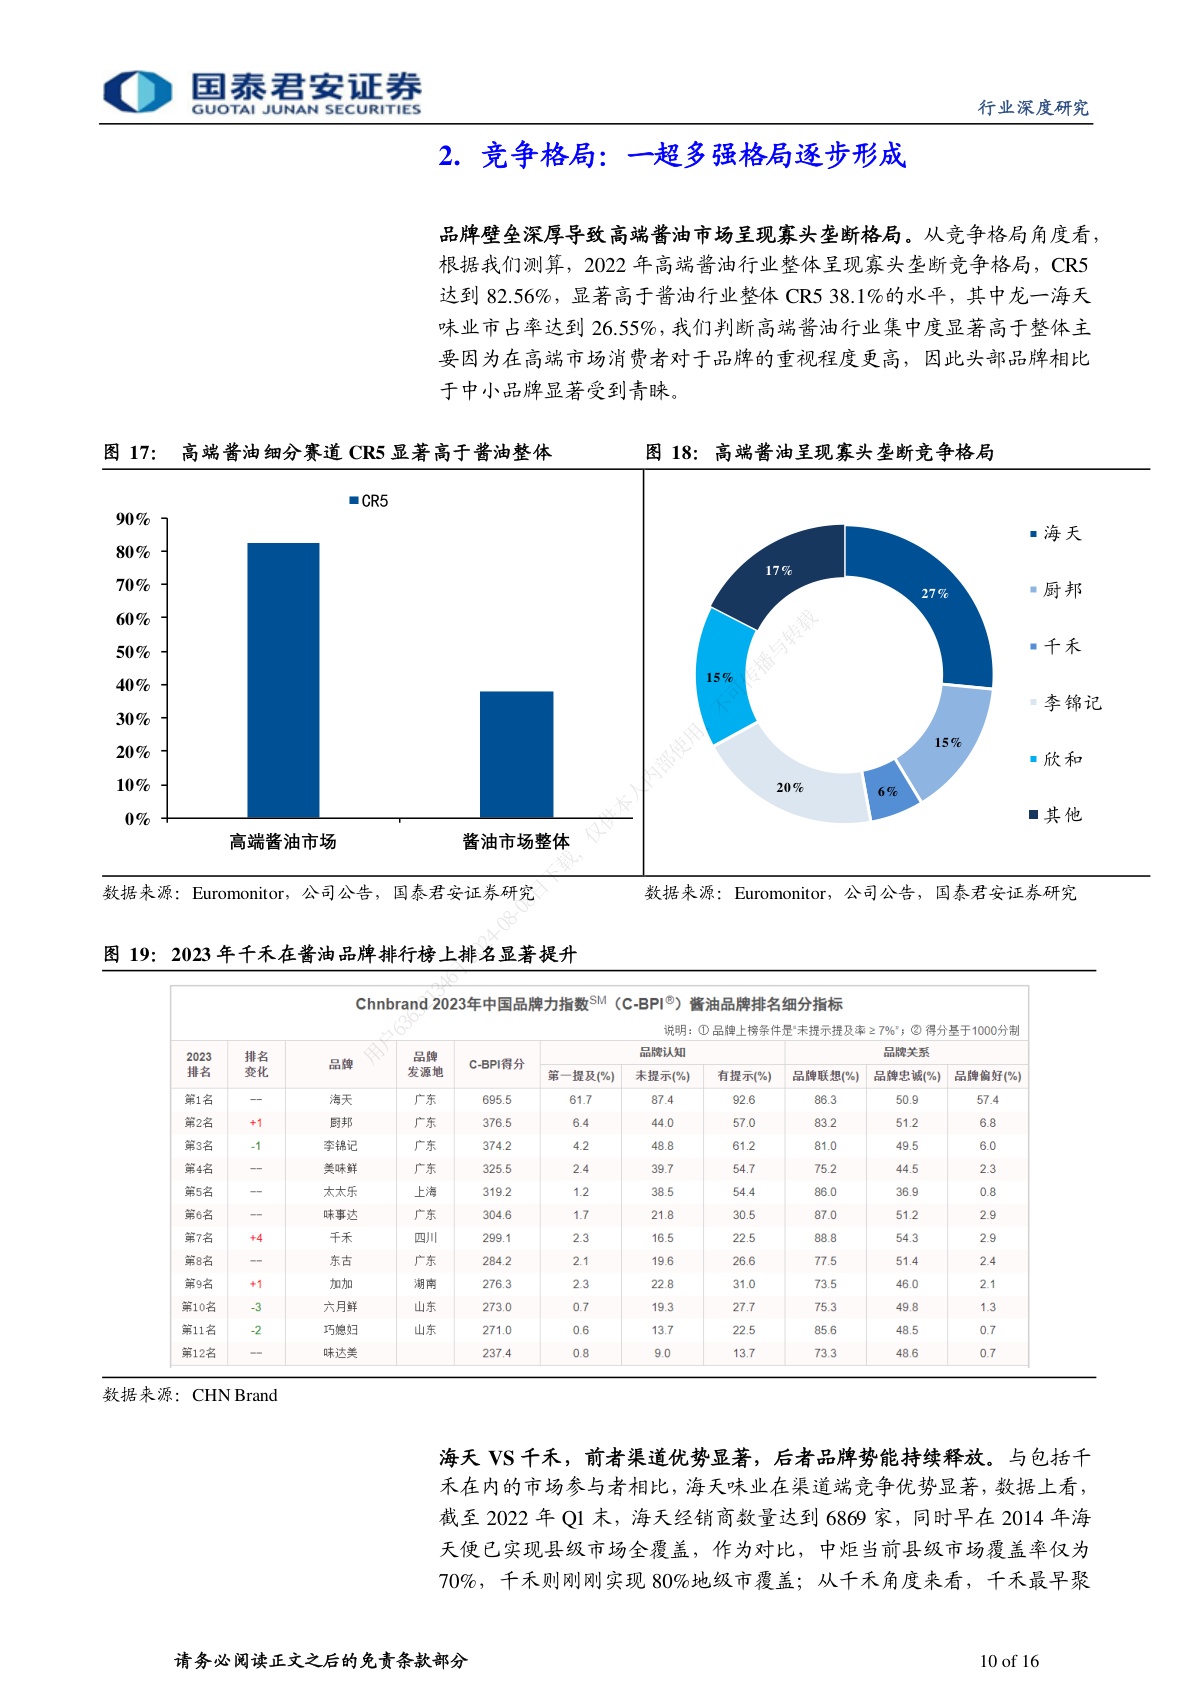 国泰君安证券
GUOTAI JUNAN SECURITIES
行业深度研究
2. 竞争格局：一超多强格局逐步形成
品牌壁垒深厚导致高端酱油市场呈现寡头垄断格局。从竞争格局角度看，
根据我们测算，2022 年高端酱油行业整体呈现寡头垄断竞争格局，CR5
达到 82.56%，显著高于酱油行业整体 CR5 38.1%的水平，其中龙一海天
味业市占率达到 26.55%，我们判断高端酱油行业集中度显著高于整体主
要因为在高端市场消费者对于品牌的重视程度更高，因此头部品牌相比
于中小品牌显著受到青睐。
图 17： 高端酱油细分赛道 CR5 显著高于酱油整体
CR5
90%
80%
70%
60%
50%
40%
30%
20%
10%
0%
高端酱油市场 酱油市场整体
数据来源：Euromonitor，公司公告，国泰君安证券研究
图 18： 高端酱油呈现寡头垄断竞争格局
27%
15%
6%
20%
15%
17%
海天
厨邦
千禾
李锦记
欣和
其他
数据来源：Euromonitor，公司公告，国泰君安证券研究
图 19： 2023 年千禾在酱油品牌排行榜上排名显著提升
Chnbrand 2023年中国品牌力指数SM（C-BPI®）酱油品牌排名细分指标
说明：① 品牌上榜条件是“未提示提及率 ≥ 7%”；② 得分基于1000分制
2023排名 排名变化 品牌 品牌发源地 C-BPI得分 品牌认知 品牌关系
第一提及(%) 未提示(%) 有提示(%) 品牌联想(%) 品牌忠诚(%) 品牌偏好(%)
第1名 -- 海天 广东 695.5 61.7 87.4 92.6 86.3 50.9 57.4
第2名 +1 厨邦 广东 376.5 6.4 44.0 57.0 83.2 51.2 6.8
第3名 -1 李锦记 广东 374.2 4.2 48.8 61.2 81.0 49.5 6.0
第4名 -- 美味鲜 广东 325.5 2.4 39.7 54.7 75.2 44.5 2.3
第5名 -- 太太乐 上海 319.2 1.2 38.5 54.4 86.0 36.9 0.8
第6名 -- 味事达 广东 304.6 1.7 21.8 30.5 87.0 51.2 2.9
第7名 +4 千禾 四川 299.1 2.3 16.5 22.5 88.8 54.3 2.9
第8名 -- 东古 广东 284.2 2.1 19.6 26.6 77.5 51.4 2.4
第9名 +1 加加 湖南 276.3 2.3 22.8 31.0 73.5 46.0 2.1
第10名 -3 六月鲜 山东 273.0 0.7 19.3 27.7 75.3 49.8 1.3
第11名 -2 巧媳妇 山东 271.0 0.6 13.7 22.5 85.6 48.5 0.7
第12名 -- 味达美 237.4 0.8 9.0 13.7 73.3 48.6 0.7
数据来源：CHN Brand
海天 VS 千禾，前者渠道优势显著，后者品牌势能持续释放。与包括千
禾在内的市场参与者相比，海天味业在渠道端竞争优势显著，数据上看，
截至 2022 年 Q1 末，海天经销商数量达到 6869 家，同时早在 2014 年海
天便已实现县级市场全覆盖，作为对比，中炬当前县级市场覆盖率仅为
70%，千禾则刚刚实现 80%地级市覆盖；从千禾角度来看，千禾最早聚
请务必阅读正文之后的免责条款部分
10 of 16